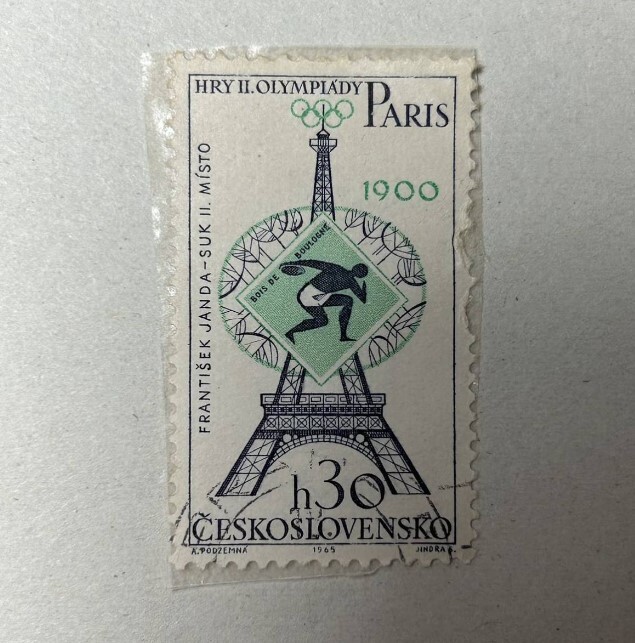 HRY II. OLYMPIÁDY
PARIS
1900
FRANTIŠEK JANDA-SUK II. MÍSTO
BOIS DE BOULOGNE
h30
ČESKOSLOVENSKO
A. PODZEMNÁ
1965
JINDRA S.